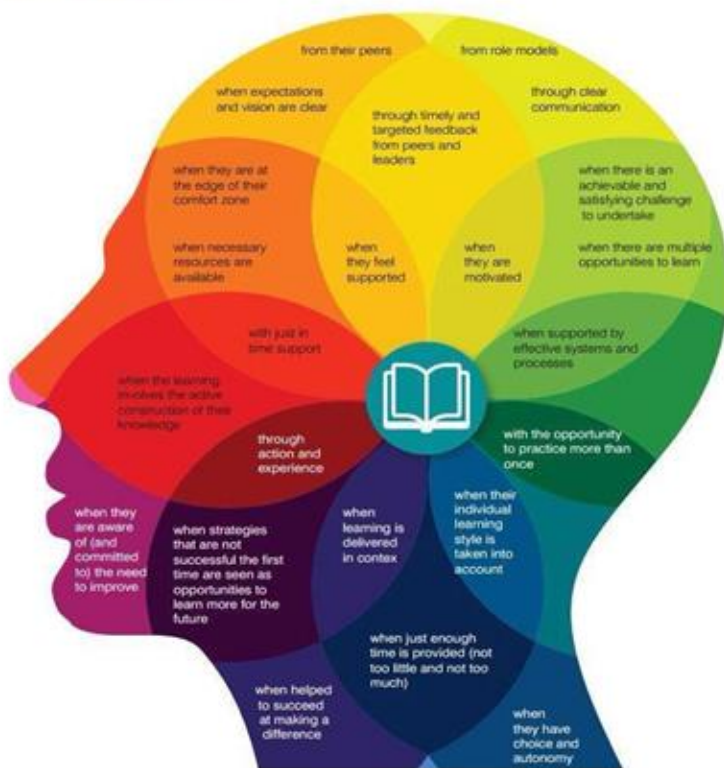 from their peers
from role models
when expectations
and vision are clear
through clear
communication
through timely and
targeted feedback
from peers and
leaders
when they are at
the edge of their
comfort zone
when there is an
achievable and
satisfying challenge
to undertake
when necessary
resources are
available
when
they feel
supported
when
they are
motivated
when there are multiple
opportunities to learn
with just in
time support
when supported by
effective systems and
processes
when the learning
involves the active
construction of their
knowledge
through
action and
experience
with the opportunity
to practice more than
once
when they
are aware
of (and
committed
to) the need
to improve
when strategies
that are not
successful the first
time are seen as
opportunities to
learn more for the
future
when
learning is
delivered
in contex
when their
individual
learning
style is
taken into
account
when just enough
time is provided (not
too little and not too
much)
when helped
to succeed
at making a
difference
when
they have
choice and
autonomy